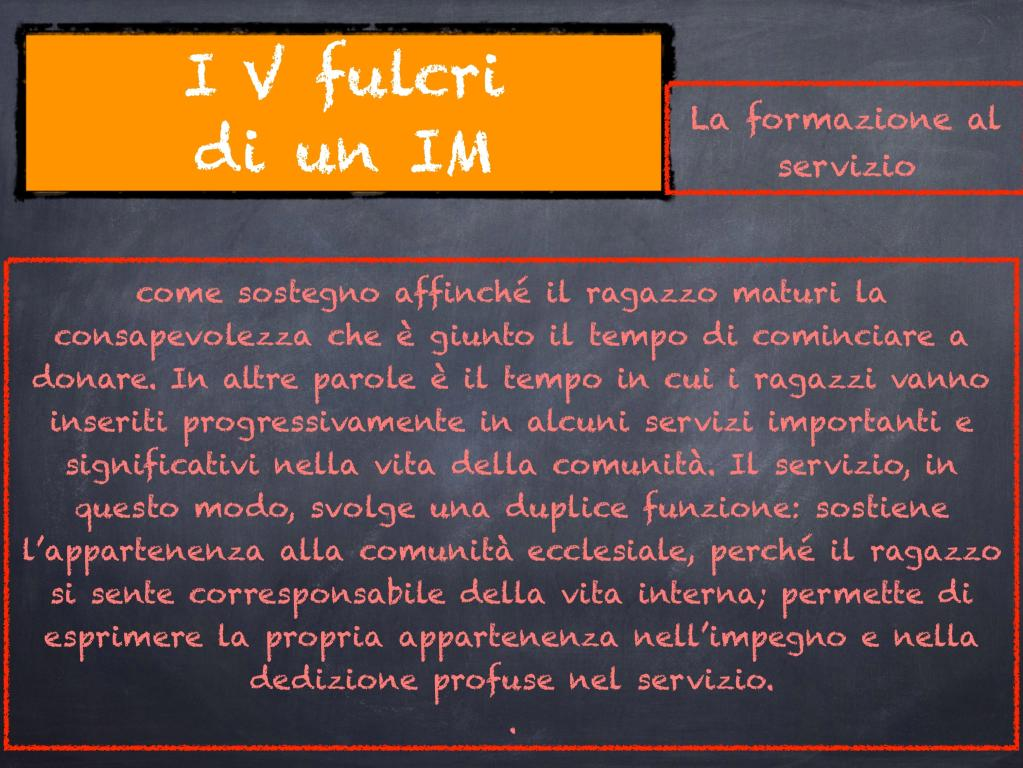 I V fulcri
di un IM
La formazione al
servizio
come sostegno affinché il ragazzo maturi la
consapevolezza che è giunto il tempo di cominciare a
donare. In altre parole è il tempo in cui i ragazzi vanno
inseriti progressivamente in alcuni servizi importanti e
significativi nella vita della comunità. Il servizio, in
questo modo, svolge una duplice funzione: sostiene
l’appartenenza alla comunità ecclesiale, perché il ragazzo
si sente corresponsabile della vita interna; permette di
esprimere la propria appartenenza nell’impegno e nella
dedizione profuse nel servizio.
.